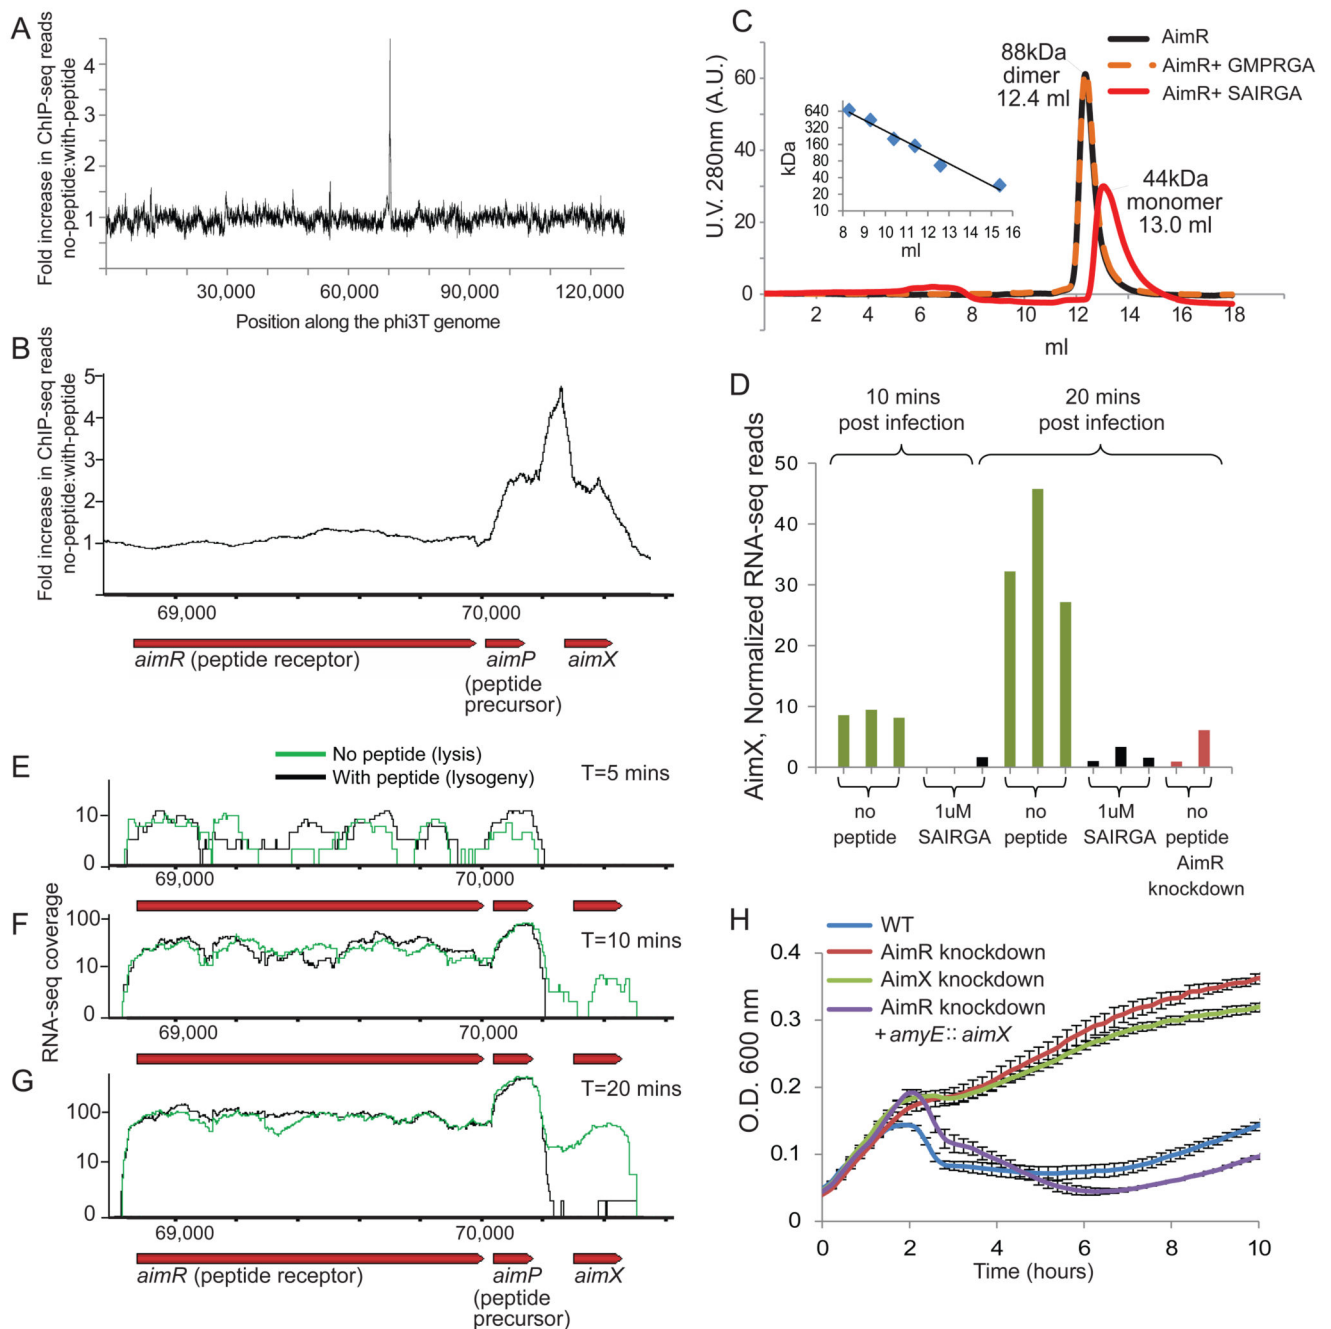 A
Fold increase in ChIP-seq reads
no-peptide:with-peptide
4
3
2
1
30,000
60,000
90,000
120,000
Position along the phi3T genome
B
Fold increase in ChIP-seq reads
no-peptide:with-peptide
5
4
3
2
1
69,000
70,000
aimR (peptide receptor)
aimP
(peptide
precursor)
aimX
C
U.V. 280nm (A.U.)
60
40
20
0
2
4
6
8
10
12
14
16
18
ml
88kDa
dimer
12.4 ml
44kDa
monomer
13.0 ml
AimR
AimR+ GMPRGA
AimR+ SAIRGA
kDa
640
320
160
80
40
20
10
8
9
10
11
12
13
14
15
16
ml
D
AimX, Normalized RNA-seq reads
10 mins
post infection
20 mins
post infection
50
40
30
20
10
0
no
peptide
1uM
SAIRGA
no
peptide
1uM
SAIRGA
no
peptide
AimR
knockdown
No peptide (lysis)
With peptide (lysogeny)
RNA-seq coverage
E
T=5 mins
10
0
69,000
70,000
F
T=10 mins
100
10
0
69,000
70,000
G
T=20 mins
100
10
0
69,000
70,000
aimR (peptide receptor)
aimP
(peptide
precursor)
aimX
H
WT
AimR knockdown
AimX knockdown
AimR knockdown
+ amyE:: aimX
O.D. 600 nm
0.4
0.3
0.2
0.1
0
0
2
4
6
8
10
Time (hours)